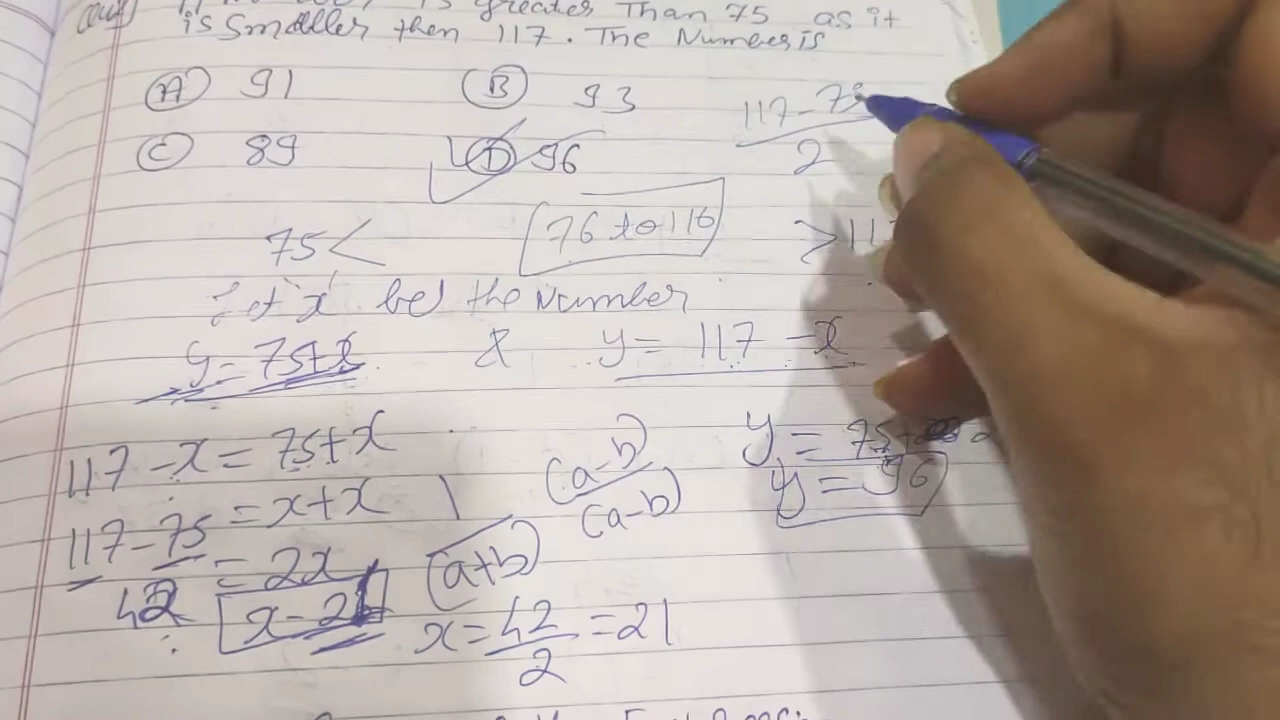 is greater Than 75 as it
is Smaller then 117. The Number is
(A) 91 (B) 93
(C) 89 (D) 96
117-75
2
75< 76 to 116 >11
Let 'x' be the Number
y = 75+x & y = 117 -x
117 -x = 75+x
117-75 = x+x
42 = 2x
x - 21
(a-b)
(a-b)
(a+b)
x = 42 = 21
2
y = 75+ 2
y = 96